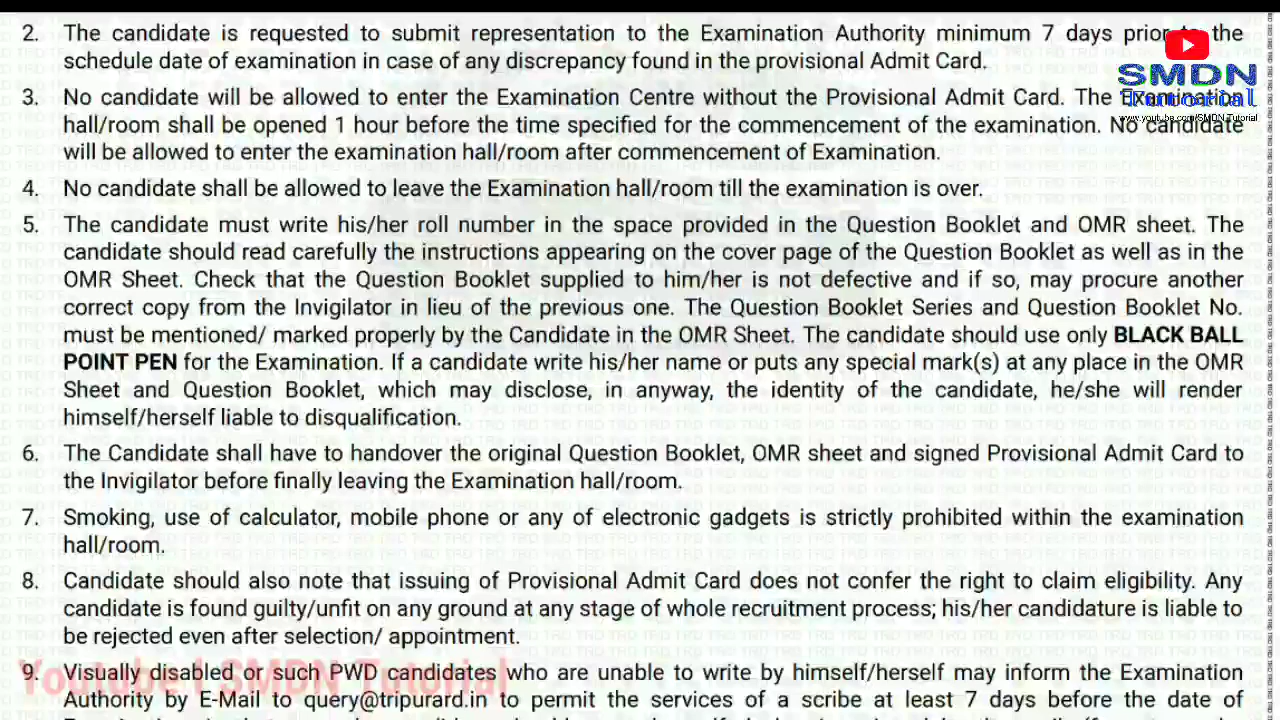 2. The candidate is requested to submit representation to the Examination Authority minimum 7 days prior to the
schedule date of examination in case of any discrepancy found in the provisional Admit Card.
SMDN
Tutorial
www.youtube.com/SMDN Tutorial
3. No candidate will be allowed to enter the Examination Centre without the Provisional Admit Card. The Examination
hall/room shall be opened 1 hour before the time specified for the commencement of the examination. No candidate
will be allowed to enter the examination hall/room after commencement of Examination.
4. No candidate shall be allowed to leave the Examination hall/room till the examination is over.
5. The candidate must write his/her roll number in the space provided in the Question Booklet and OMR sheet. The
candidate should read carefully the instructions appearing on the cover page of the Question Booklet as well as in the
OMR Sheet. Check that the Question Booklet supplied to him/her is not defective and if so, may procure another
correct copy from the Invigilator in lieu of the previous one. The Question Booklet Series and Question Booklet No.
must be mentioned/ marked properly by the Candidate in the OMR Sheet. The candidate should use only BLACK BALL
POINT PEN for the Examination. If a candidate write his/her name or puts any special mark(s) at any place in the OMR
Sheet and Question Booklet, which may disclose, in anyway, the identity of the candidate, he/she will render
himself/herself liable to disqualification.
6. The Candidate shall have to handover the original Question Booklet, OMR sheet and signed Provisional Admit Card to
the Invigilator before finally leaving the Examination hall/room.
7. Smoking, use of calculator, mobile phone or any of electronic gadgets is strictly prohibited within the examination
hall/room.
8. Candidate should also note that issuing of Provisional Admit Card does not confer the right to claim eligibility. Any
candidate is found guilty/unfit on any ground at any stage of whole recruitment process; his/her candidature is liable to
be rejected even after selection/ appointment.
Youtube / SMDN Tutorial
9. Visually disabled or such PWD candidates who are unable to write by himself/herself may inform the Examination
Authority by E-Mail to query@tripurard.in to permit the services of a scribe at least 7 days before the date of